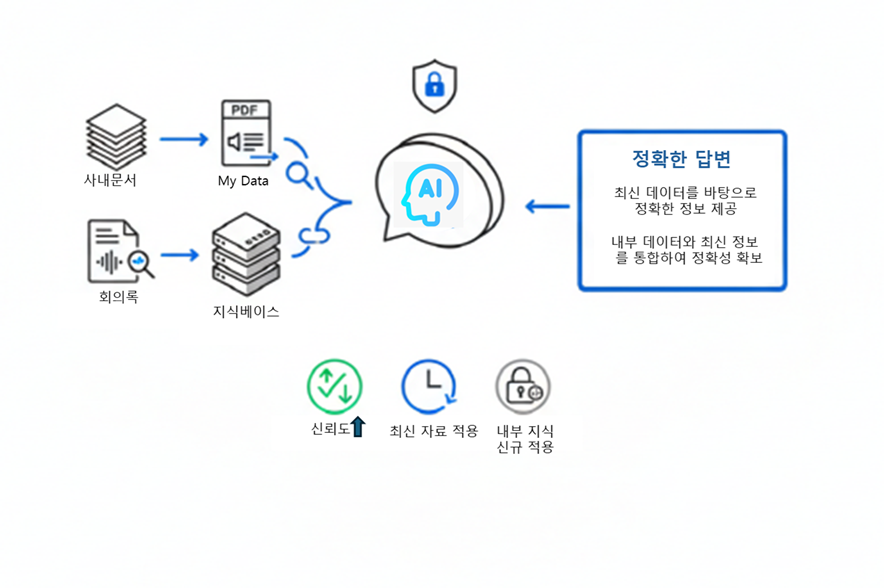 PDF
사내문서
My Data
회의록
지식베이스
AI
정확한 답변
최신 데이터를 바탕으로
정확한 정보 제공
내부 데이터와 최신 정보
를 통합하여 정확성 확보
신뢰도
최신 자료 적용
내부 지식
신규 적용